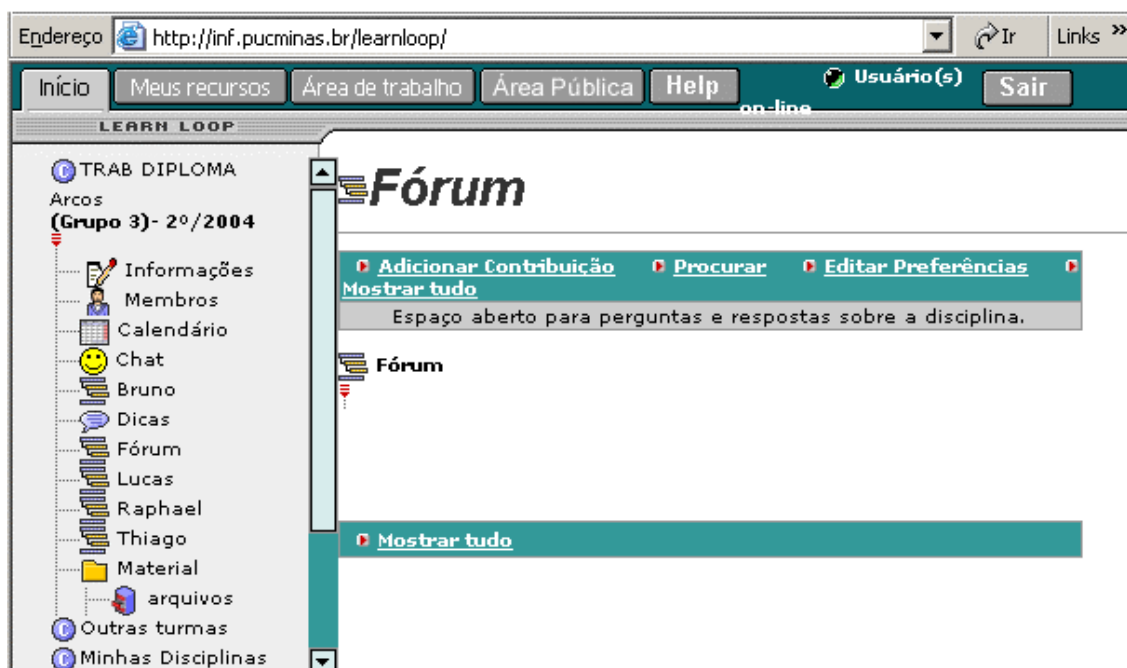 Endereço http://inf.pucminas.br/learnloop/ Ir Links »
Início Meus recursos Área de trabalho Área Pública Help Usuário(s) on-line Sair
LEARN LOOP
TRAB DIPLOMA
Arcos
(Grupo 3)- 2º/2004
Informações
Membros
Calendário
Chat
Bruno
Dicas
Fórum
Lucas
Raphael
Thiago
Material
arquivos
Outras turmas
Minhas Disciplinas
Fórum
Adicionar Contribuição Procurar Editar Preferências
Mostrar tudo
Espaço aberto para perguntas e respostas sobre a disciplina.
Fórum
Mostrar tudo